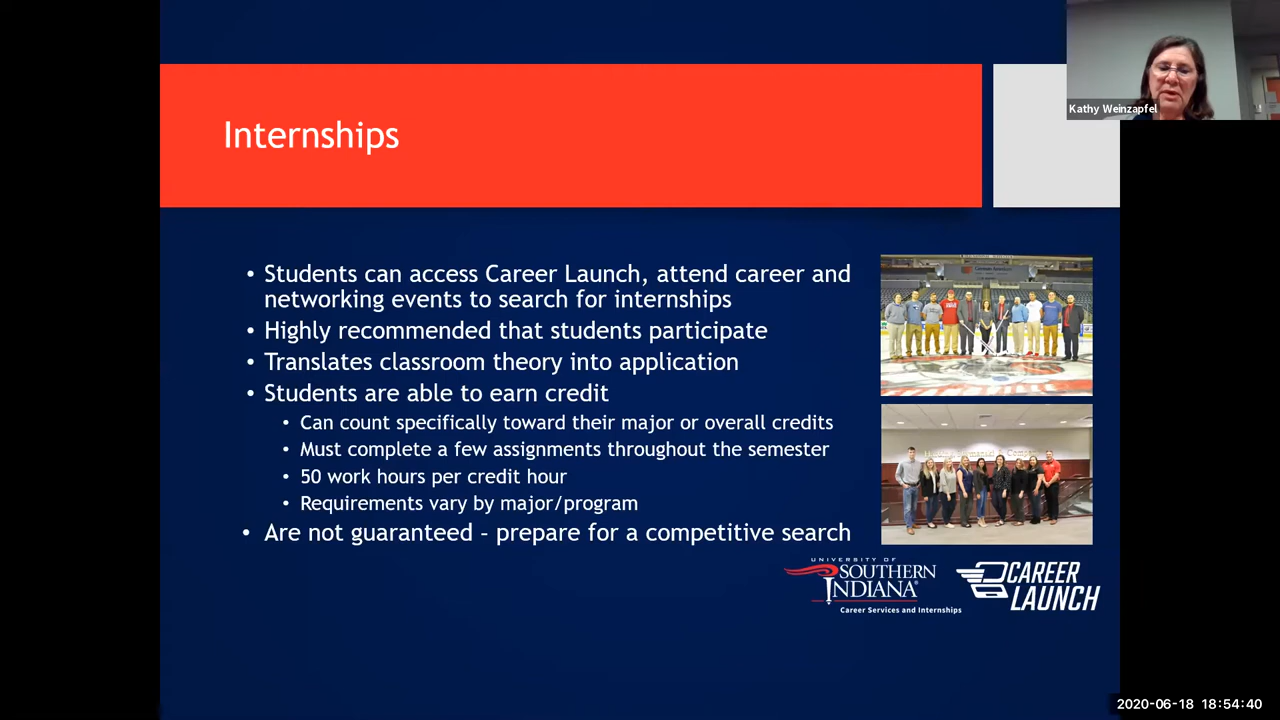 Kathy Weinzapfel
Internships
• Students can access Career Launch, attend career and
networking events to search for internships
• Highly recommended that students participate
• Translates classroom theory into application
• Students are able to earn credit
• Can count specifically toward their major or overall credits
• Must complete a few assignments throughout the semester
• 50 work hours per credit hour
• Requirements vary by major/program
• Are not guaranteed - prepare for a competitive search
UNIVERSITY OF
SOUTHERN
INDIANA®
Career Services and Internships
CAREER
LAUNCH
2020-06-18 18:54:40